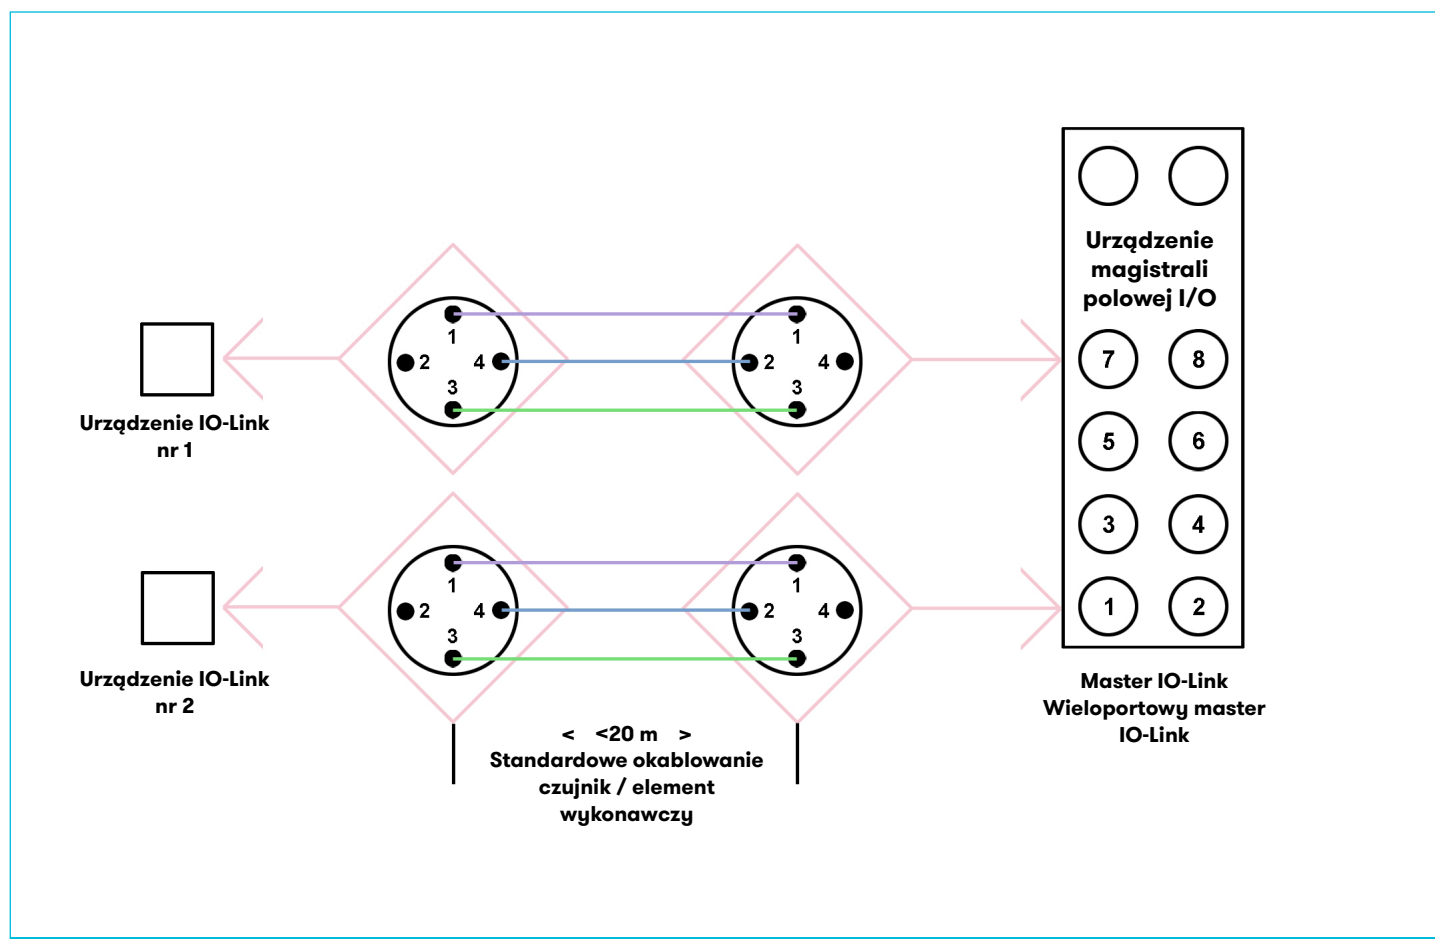 Urządzenie
magistrali
polowej I/O
7 8
5 6
3 4
1 2
Master IO-Link
Wieloportowy master
IO-Link
1
2 4
3
1
2 4
3
Urządzenie IO-Link
nr 1
1
2 4
3
1
2 4
3
Urządzenie IO-Link
nr 2
< <20 m >
Standardowe okablowanie
czujnik / element
wykonawczy